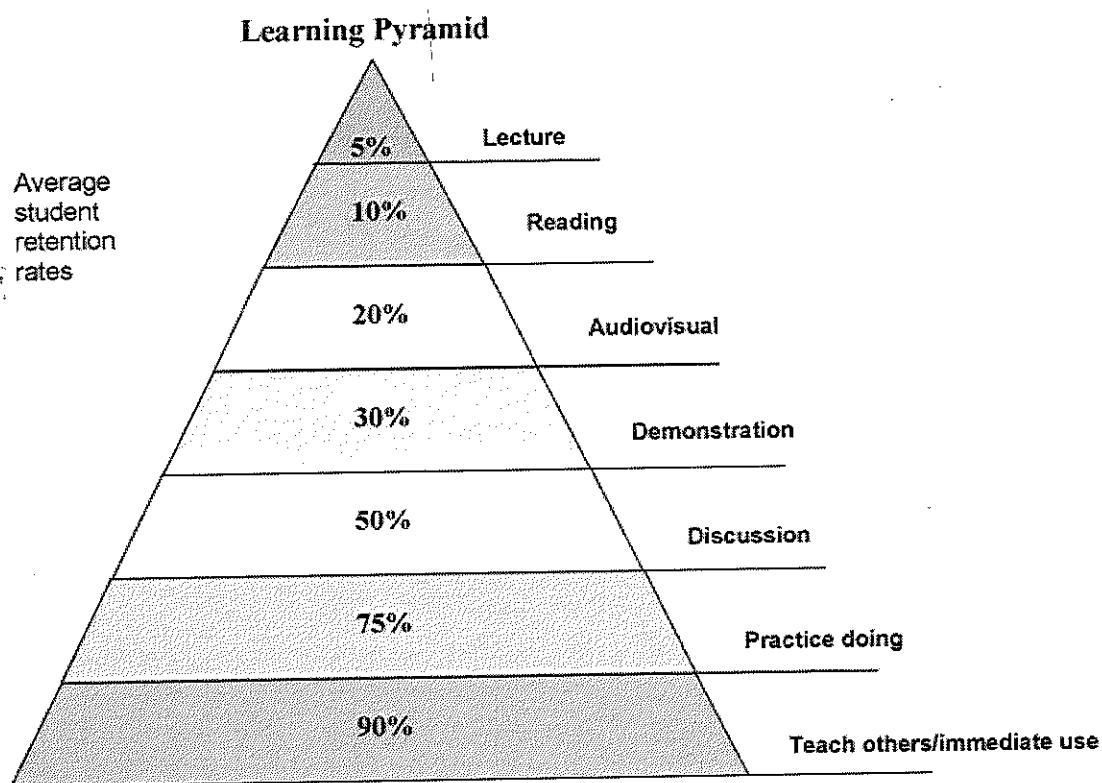 Learning Pyramid
5%
Lecture
Average
student
retention
rates
10%
Reading
20%
Audiovisual
30%
Demonstration
50%
Discussion
75%
Practice doing
90%
Teach others/immediate use